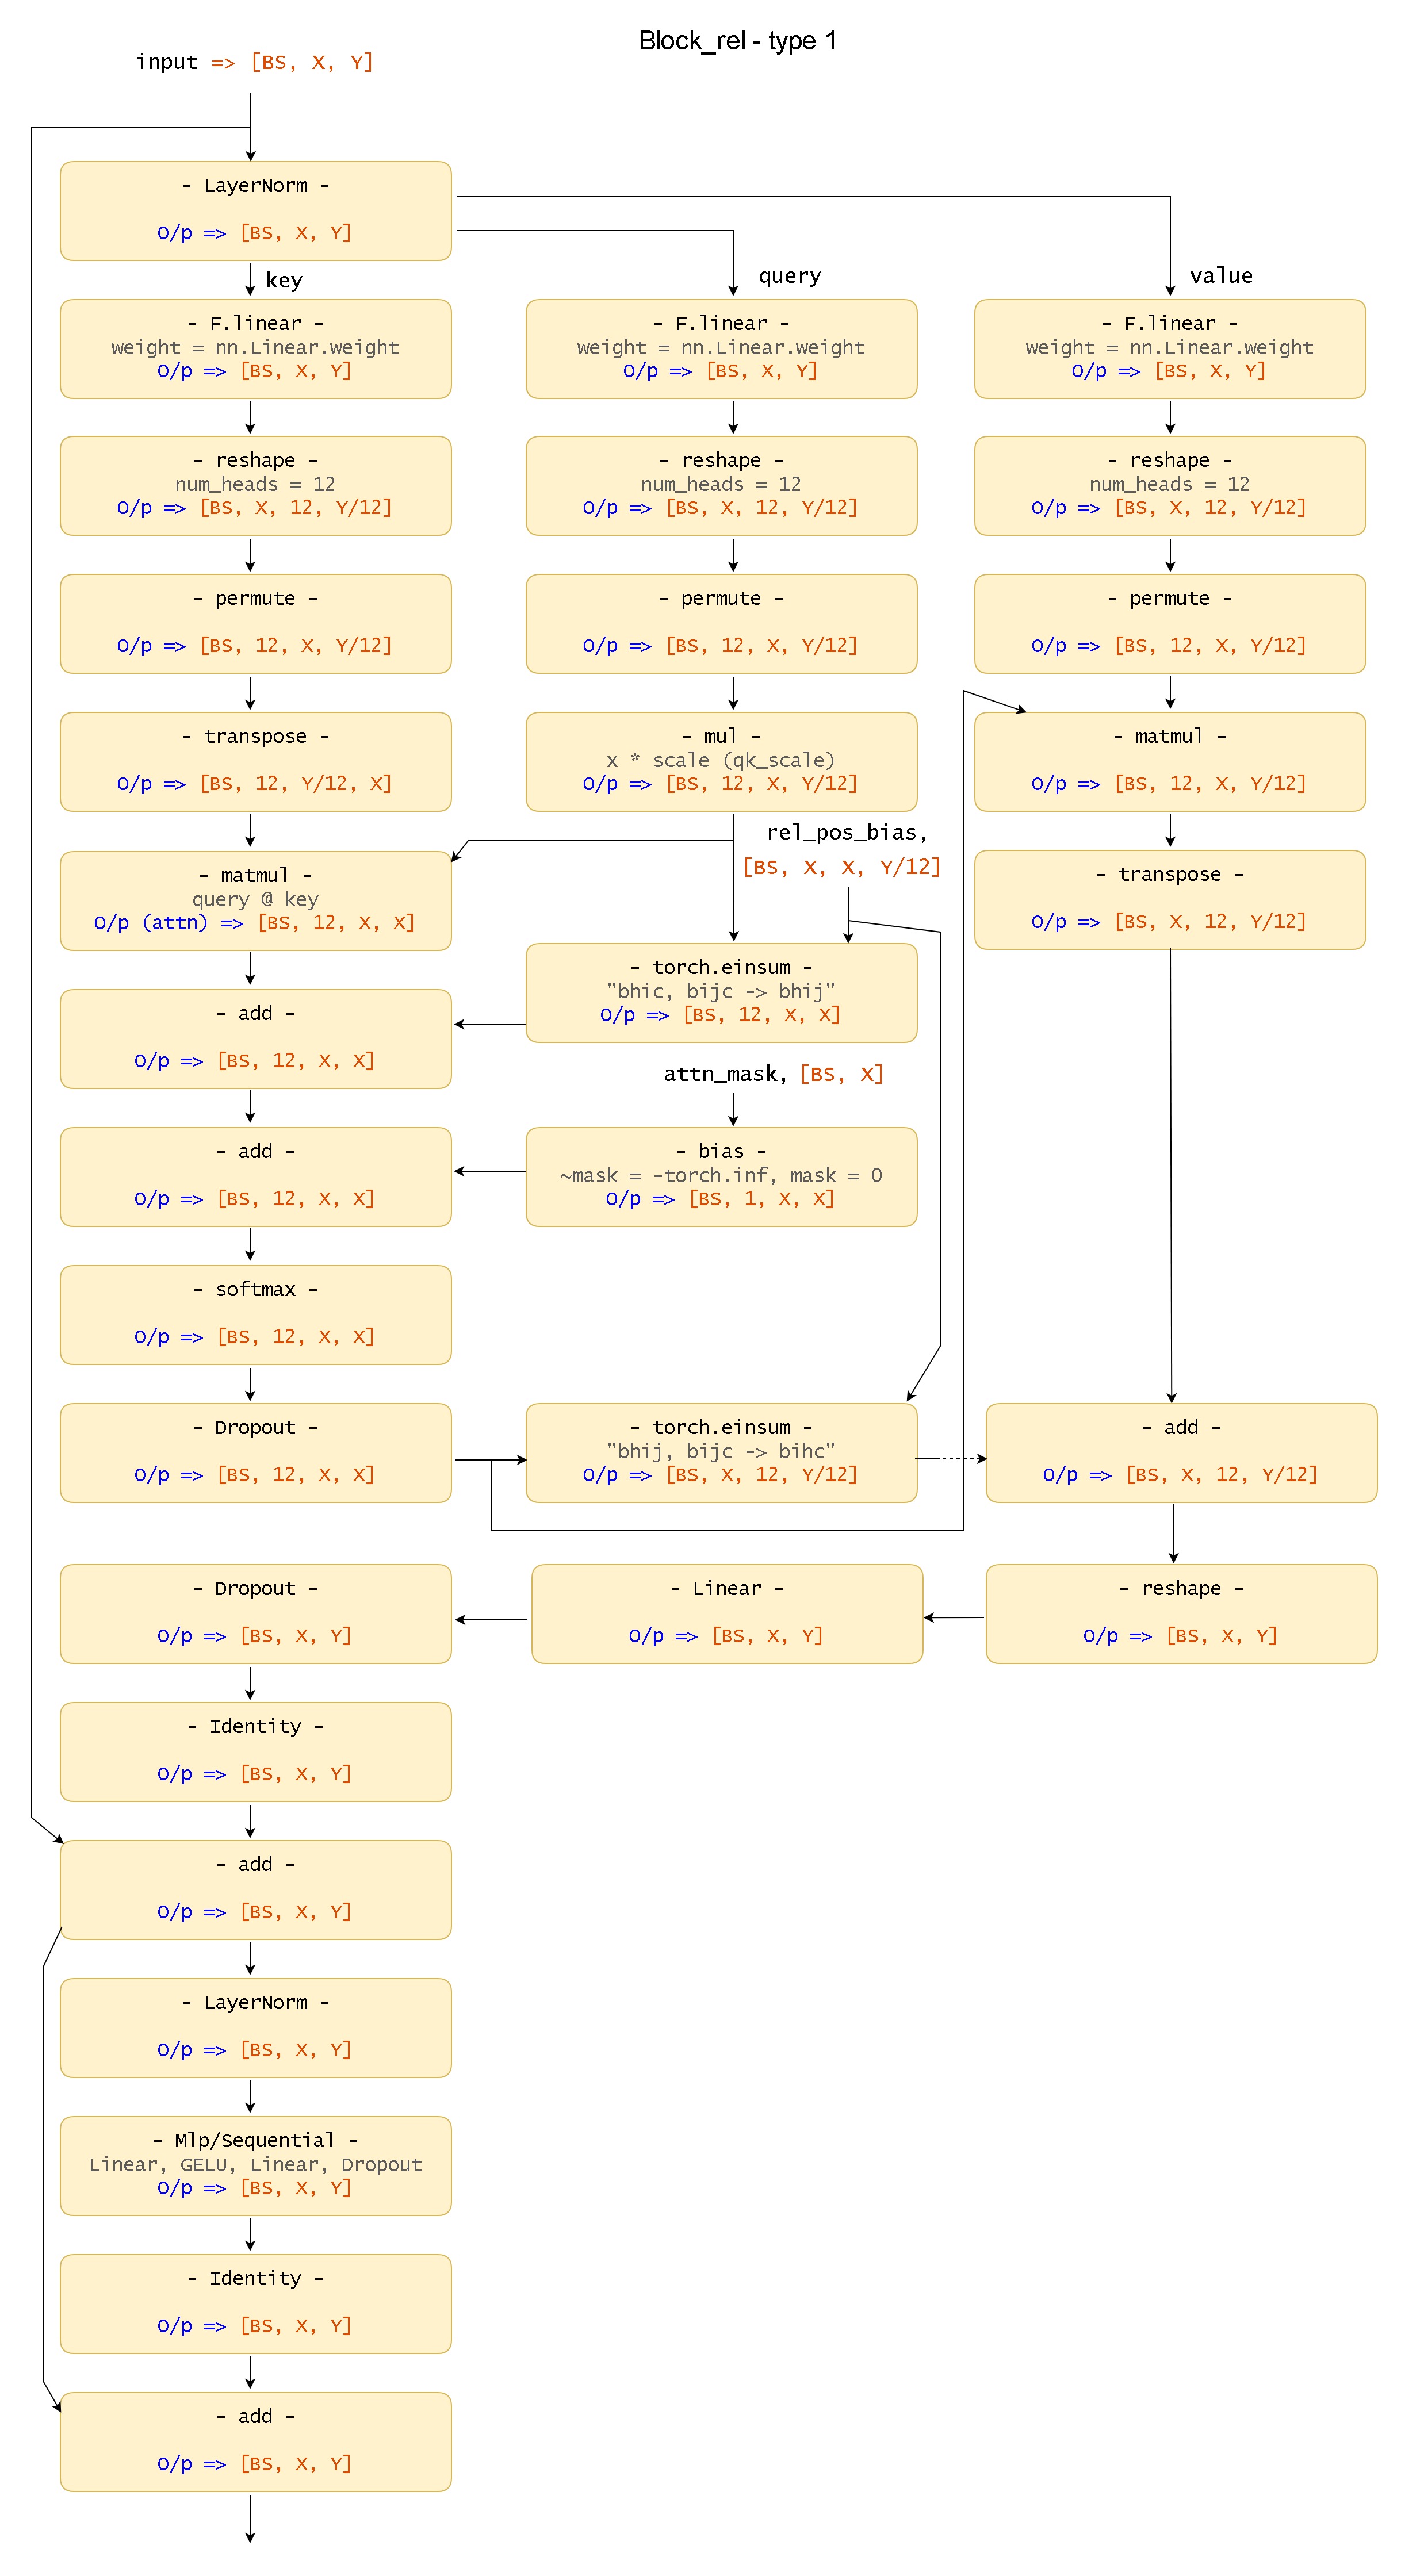 Block_rel - type 1
input => [BS, X, Y]
- LayerNorm -
O/p => [BS, X, Y]
key
query
value
- F.linear -
weight = nn.Linear.weight
O/p => [BS, X, Y]
- F.linear -
weight = nn.Linear.weight
O/p => [BS, X, Y]
- F.linear -
weight = nn.Linear.weight
O/p => [BS, X, Y]
- reshape -
num_heads = 12
O/p => [BS, X, 12, Y/12]
- reshape -
num_heads = 12
O/p => [BS, X, 12, Y/12]
- reshape -
num_heads = 12
O/p => [BS, X, 12, Y/12]
- permute -
O/p => [BS, 12, X, Y/12]
- permute -
O/p => [BS, 12, X, Y/12]
- permute -
O/p => [BS, 12, X, Y/12]
- transpose -
O/p => [BS, 12, Y/12, X]
- mul -
x * scale (qk_scale)
O/p => [BS, 12, X, Y/12]
- matmul -
O/p => [BS, 12, X, Y/12]
rel_pos_bias,
[BS, X, X, Y/12]
- matmul -
query @ key
O/p (attn) => [BS, 12, X, X]
- transpose -
O/p => [BS, X, 12, Y/12]
- torch.einsum -
"bhic, bijc -> bhij"
O/p => [BS, 12, X, X]
- add -
O/p => [BS, 12, X, X]
attn_mask, [BS, X]
- add -
O/p => [BS, 12, X, X]
- bias -
~mask = -torch.inf, mask = 0
O/p => [BS, 1, X, X]
- softmax -
O/p => [BS, 12, X, X]
- Dropout -
O/p => [BS, 12, X, X]
- torch.einsum -
"bhij, bijc -> bihc"
O/p => [BS, X, 12, Y/12]
- add -
O/p => [BS, X, 12, Y/12]
- Dropout -
O/p => [BS, X, Y]
- Linear -
O/p => [BS, X, Y]
- reshape -
O/p => [BS, X, Y]
- Identity -
O/p => [BS, X, Y]
- add -
O/p => [BS, X, Y]
- LayerNorm -
O/p => [BS, X, Y]
- Mlp/Sequential -
Linear, GELU, Linear, Dropout
O/p => [BS, X, Y]
- Identity -
O/p => [BS, X, Y]
- add -
O/p => [BS, X, Y]